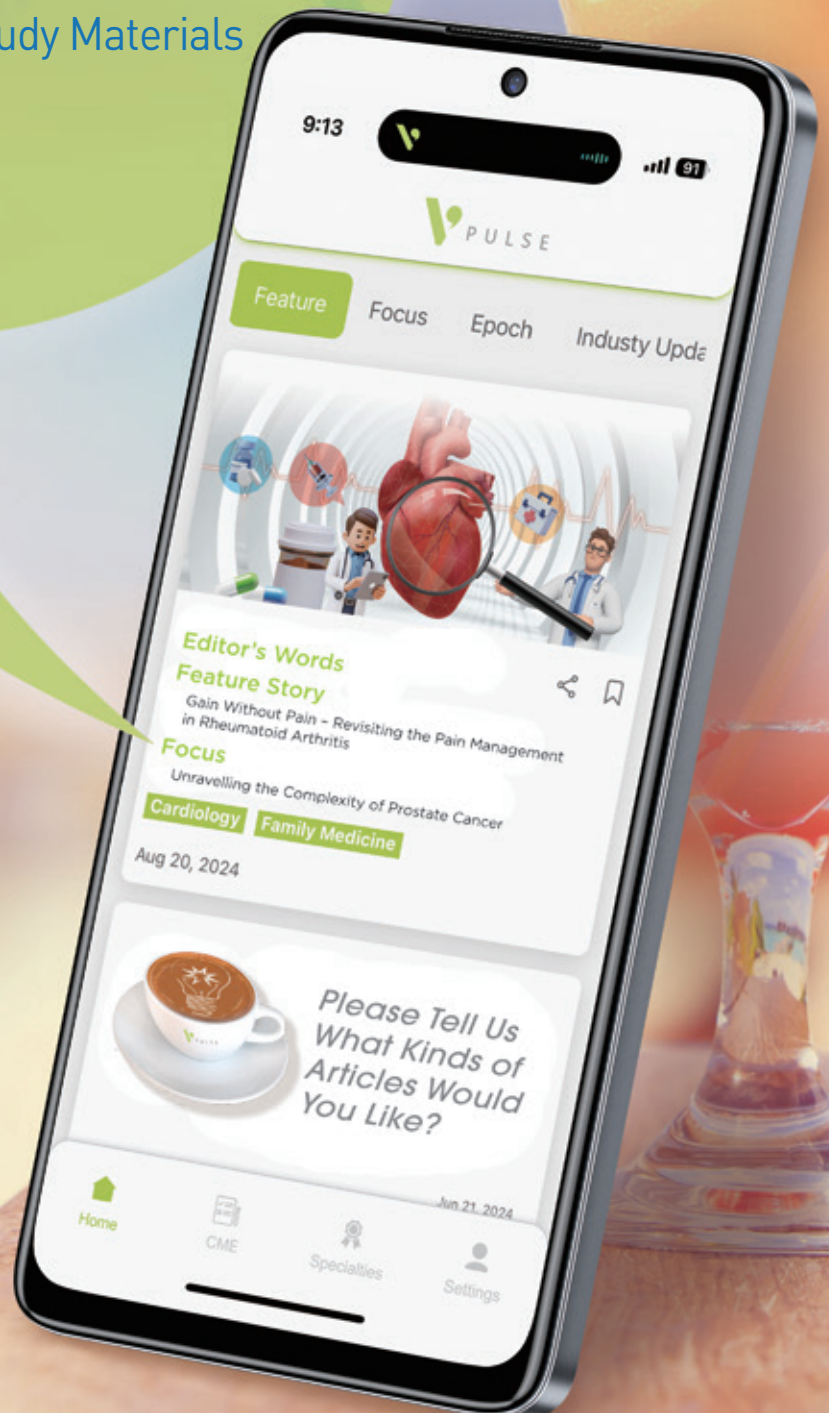 udy Materials
9:13
91
V PULSE
Feature Focus Epoch Industy Upda
Editor's Words
Feature Story
Gain Without Pain – Revisiting the Pain Management
in Rheumatoid Arthritis
Focus
Unravelling the Complexity of Prostate Cancer
Cardiology Family Medicine
Aug 20, 2024
V PULSE
Please Tell Us
What Kinds of
Articles Would
You Like?
Jun 21, 2024
Home CME Specialties Settings